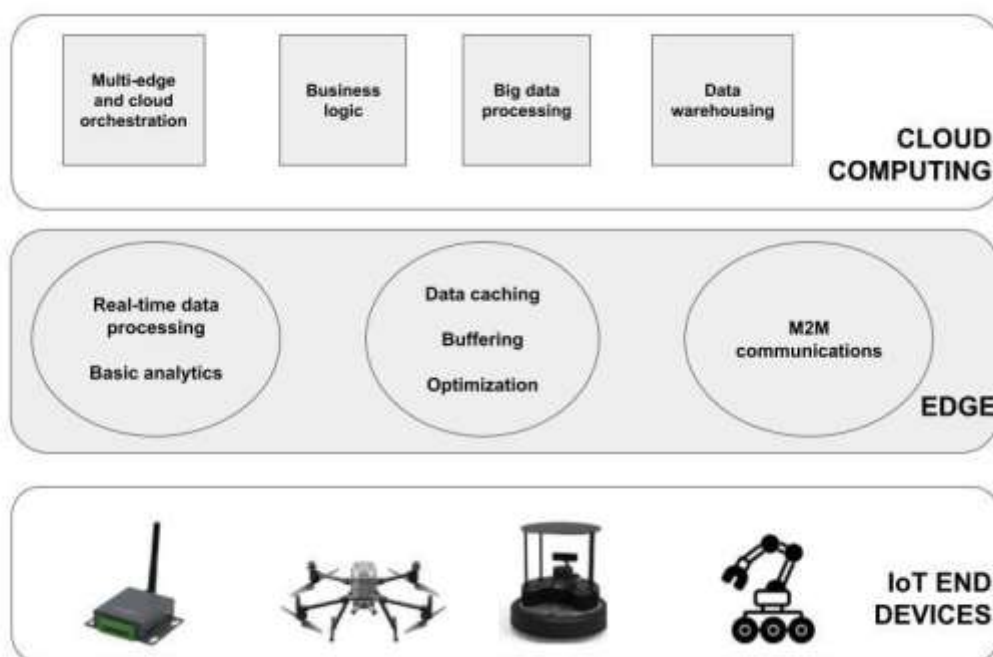 Multi-edge
and cloud
orchestration
Business
logic
Big data
processing
Data
warehousing
CLOUD
COMPUTING
Real-time data
processing
Basic analytics
Data caching
Buffering
Optimization
M2M
communications
EDGE
IoT END
DEVICES